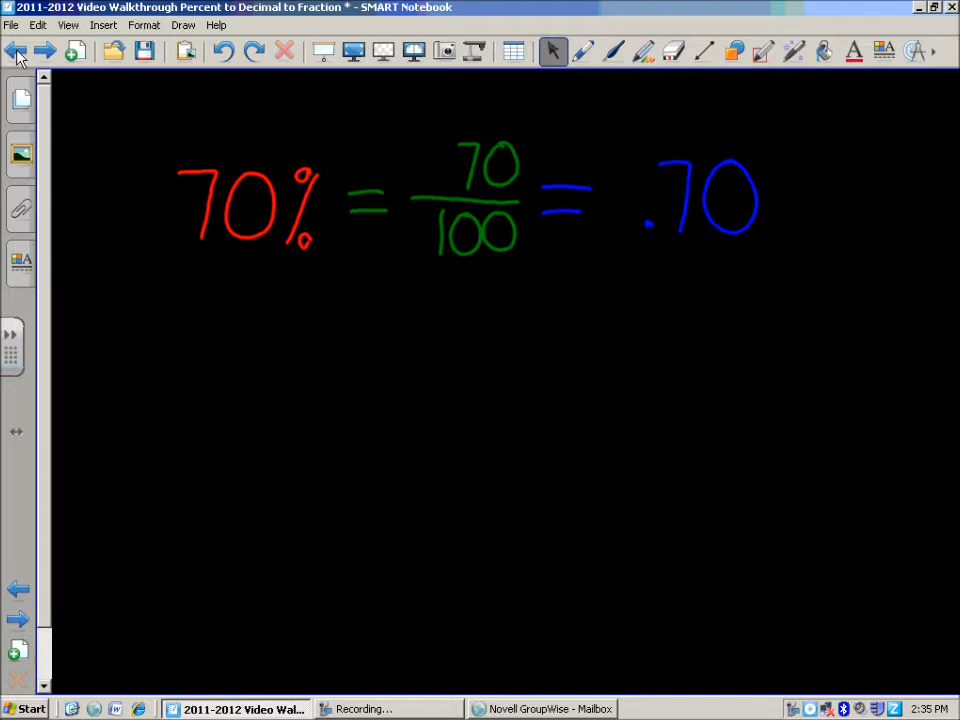 2011-2012 Video Walkthrough Percent to Decimal to Fraction * - SMART Notebook
File Edit View Insert Format Draw Help
70% = 70/100 = .70
Start
2011-2012 Video Wal...
Recording...
Novell GroupWise - Mailbox
2:35 PM